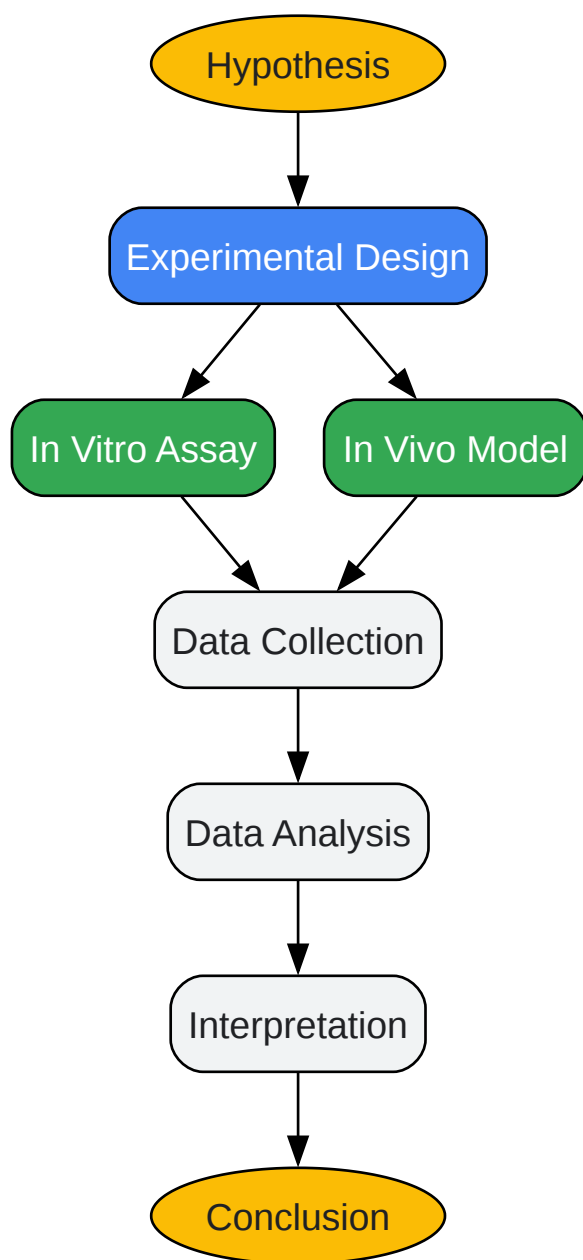 Hypothesis
Experimental Design
In Vitro Assay
In Vivo Model
Data Collection
Data Analysis
Interpretation
Conclusion